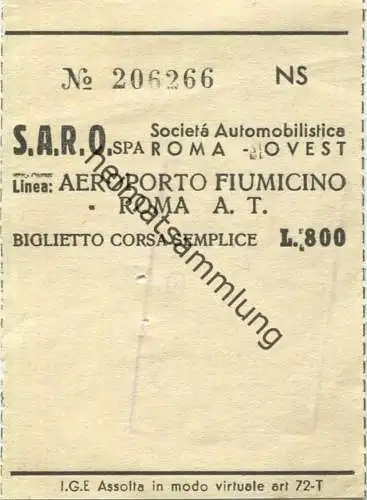 № 206266 NS
S.A.R.O. SPA Societá Automobilistica
ROMA - OVEST
Linea: AEROPORTO FIUMICINO
- ROMA A. T.
BIGLIETTO CORSA SEMPLICE L. 800
heimatsammlung
I.G.E Assolta in modo virtuale art 72-T